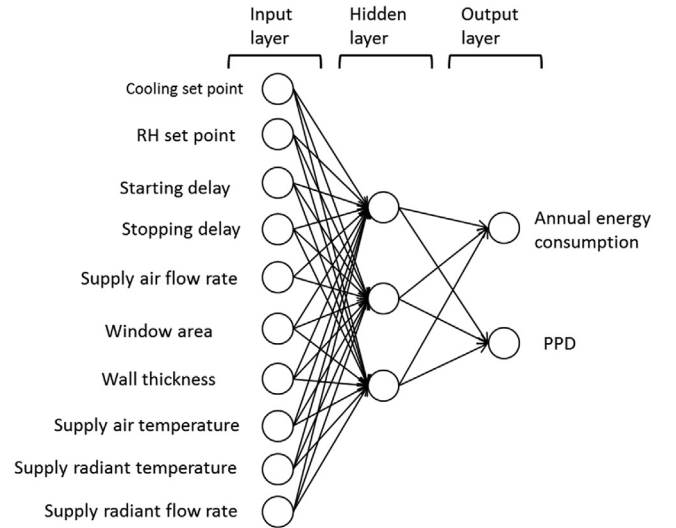 Input
layer
Hidden
layer
Output
layer
Cooling set point
RH set point
Starting delay
Stopping delay
Supply air flow rate
Window area
Wall thickness
Supply air temperature
Supply radiant temperature
Supply radiant flow rate
Annual energy
consumption
PPD